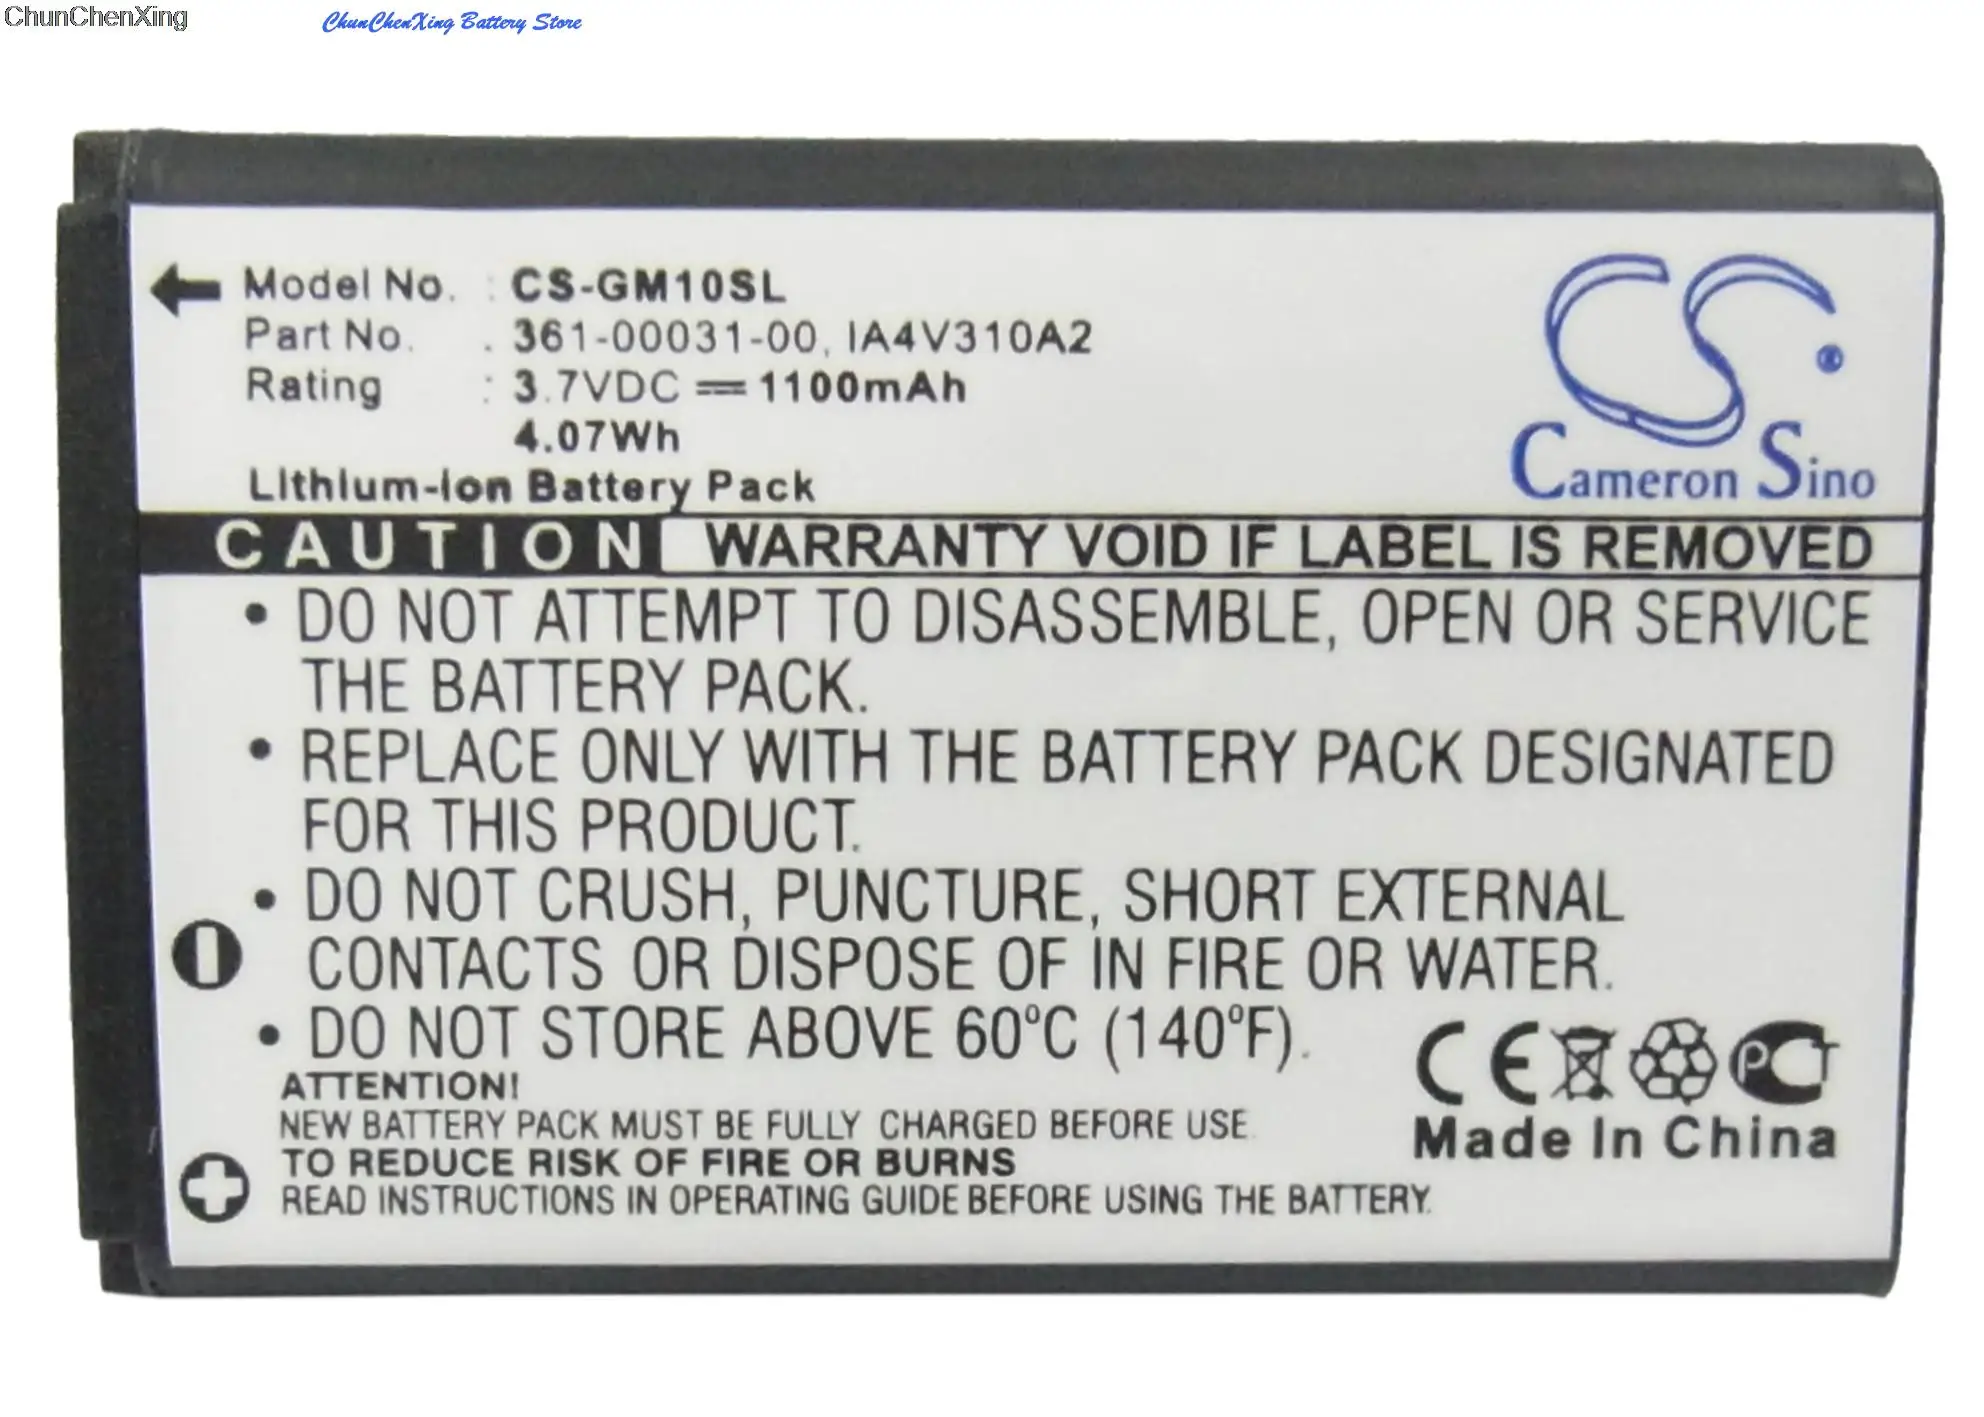 ChunChenXing
ChunChenXing Battery Store
Model No. : CS-GM10SL
Part No. : 361-00031-00, IA4V310A2
Rating : 3.7VDC 1100mAh
4.07Wh
Lithium-Ion Battery Pack
CS ®
Cameron Sino
CAUTION WARRANTY VOID IF LABEL IS REMOVED
• DO NOT ATTEMPT TO DISASSEMBLE, OPEN OR SERVICE
THE BATTERY PACK.
• REPLACE ONLY WITH THE BATTERY PACK DESIGNATED
FOR THIS PRODUCT.
• DO NOT CRUSH, PUNCTURE, SHORT EXTERNAL
CONTACTS OR DISPOSE OF IN FIRE OR WATER.
• DO NOT STORE ABOVE 60°C (140°F).
ATTENTION!
NEW BATTERY PACK MUST BE FULLY CHARGED BEFORE USE.
TO REDUCE RISK OF FIRE OR BURNS
READ INSTRUCTIONS IN OPERATING GUIDE BEFORE USING THE BATTERY.
CE PCT
Made In China